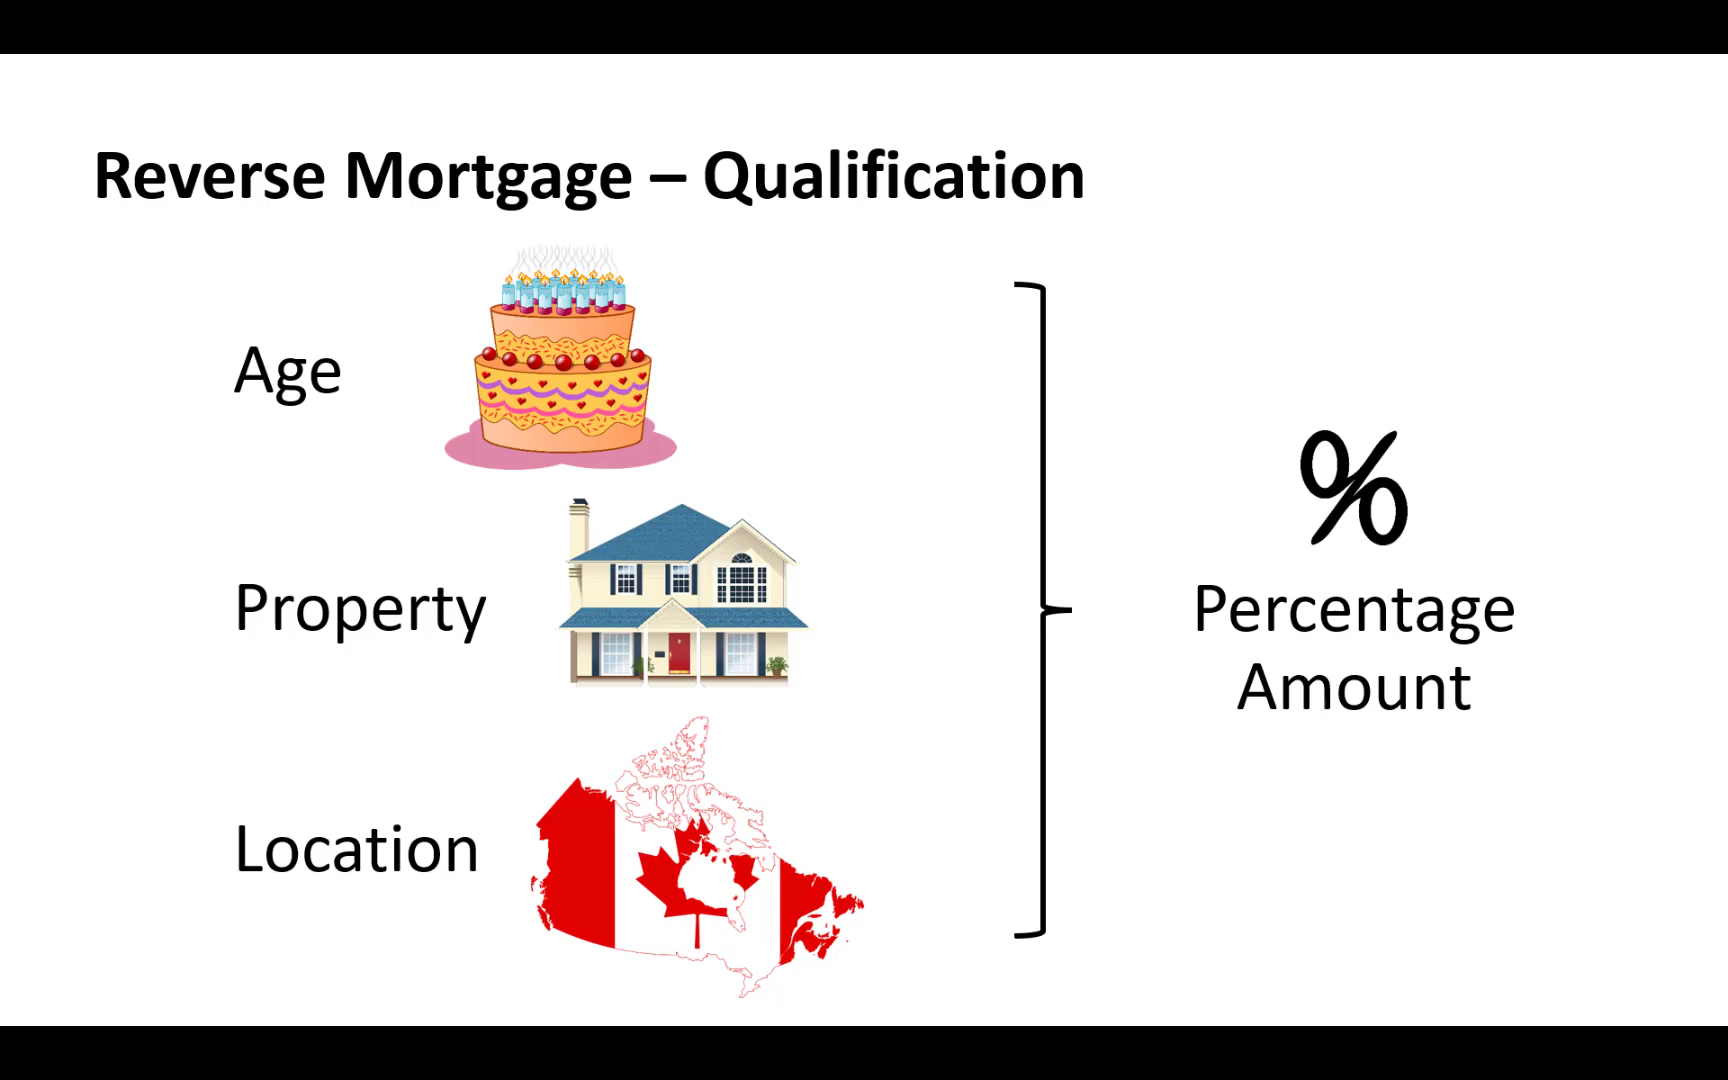 Reverse Mortgage – Qualification
Age
Property
Location
%
Percentage
Amount